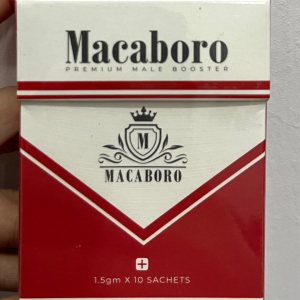 Macaboro
PREMIUM MALE BOOSTER
M
MACABORO
1.5gm X 10 SACHETS